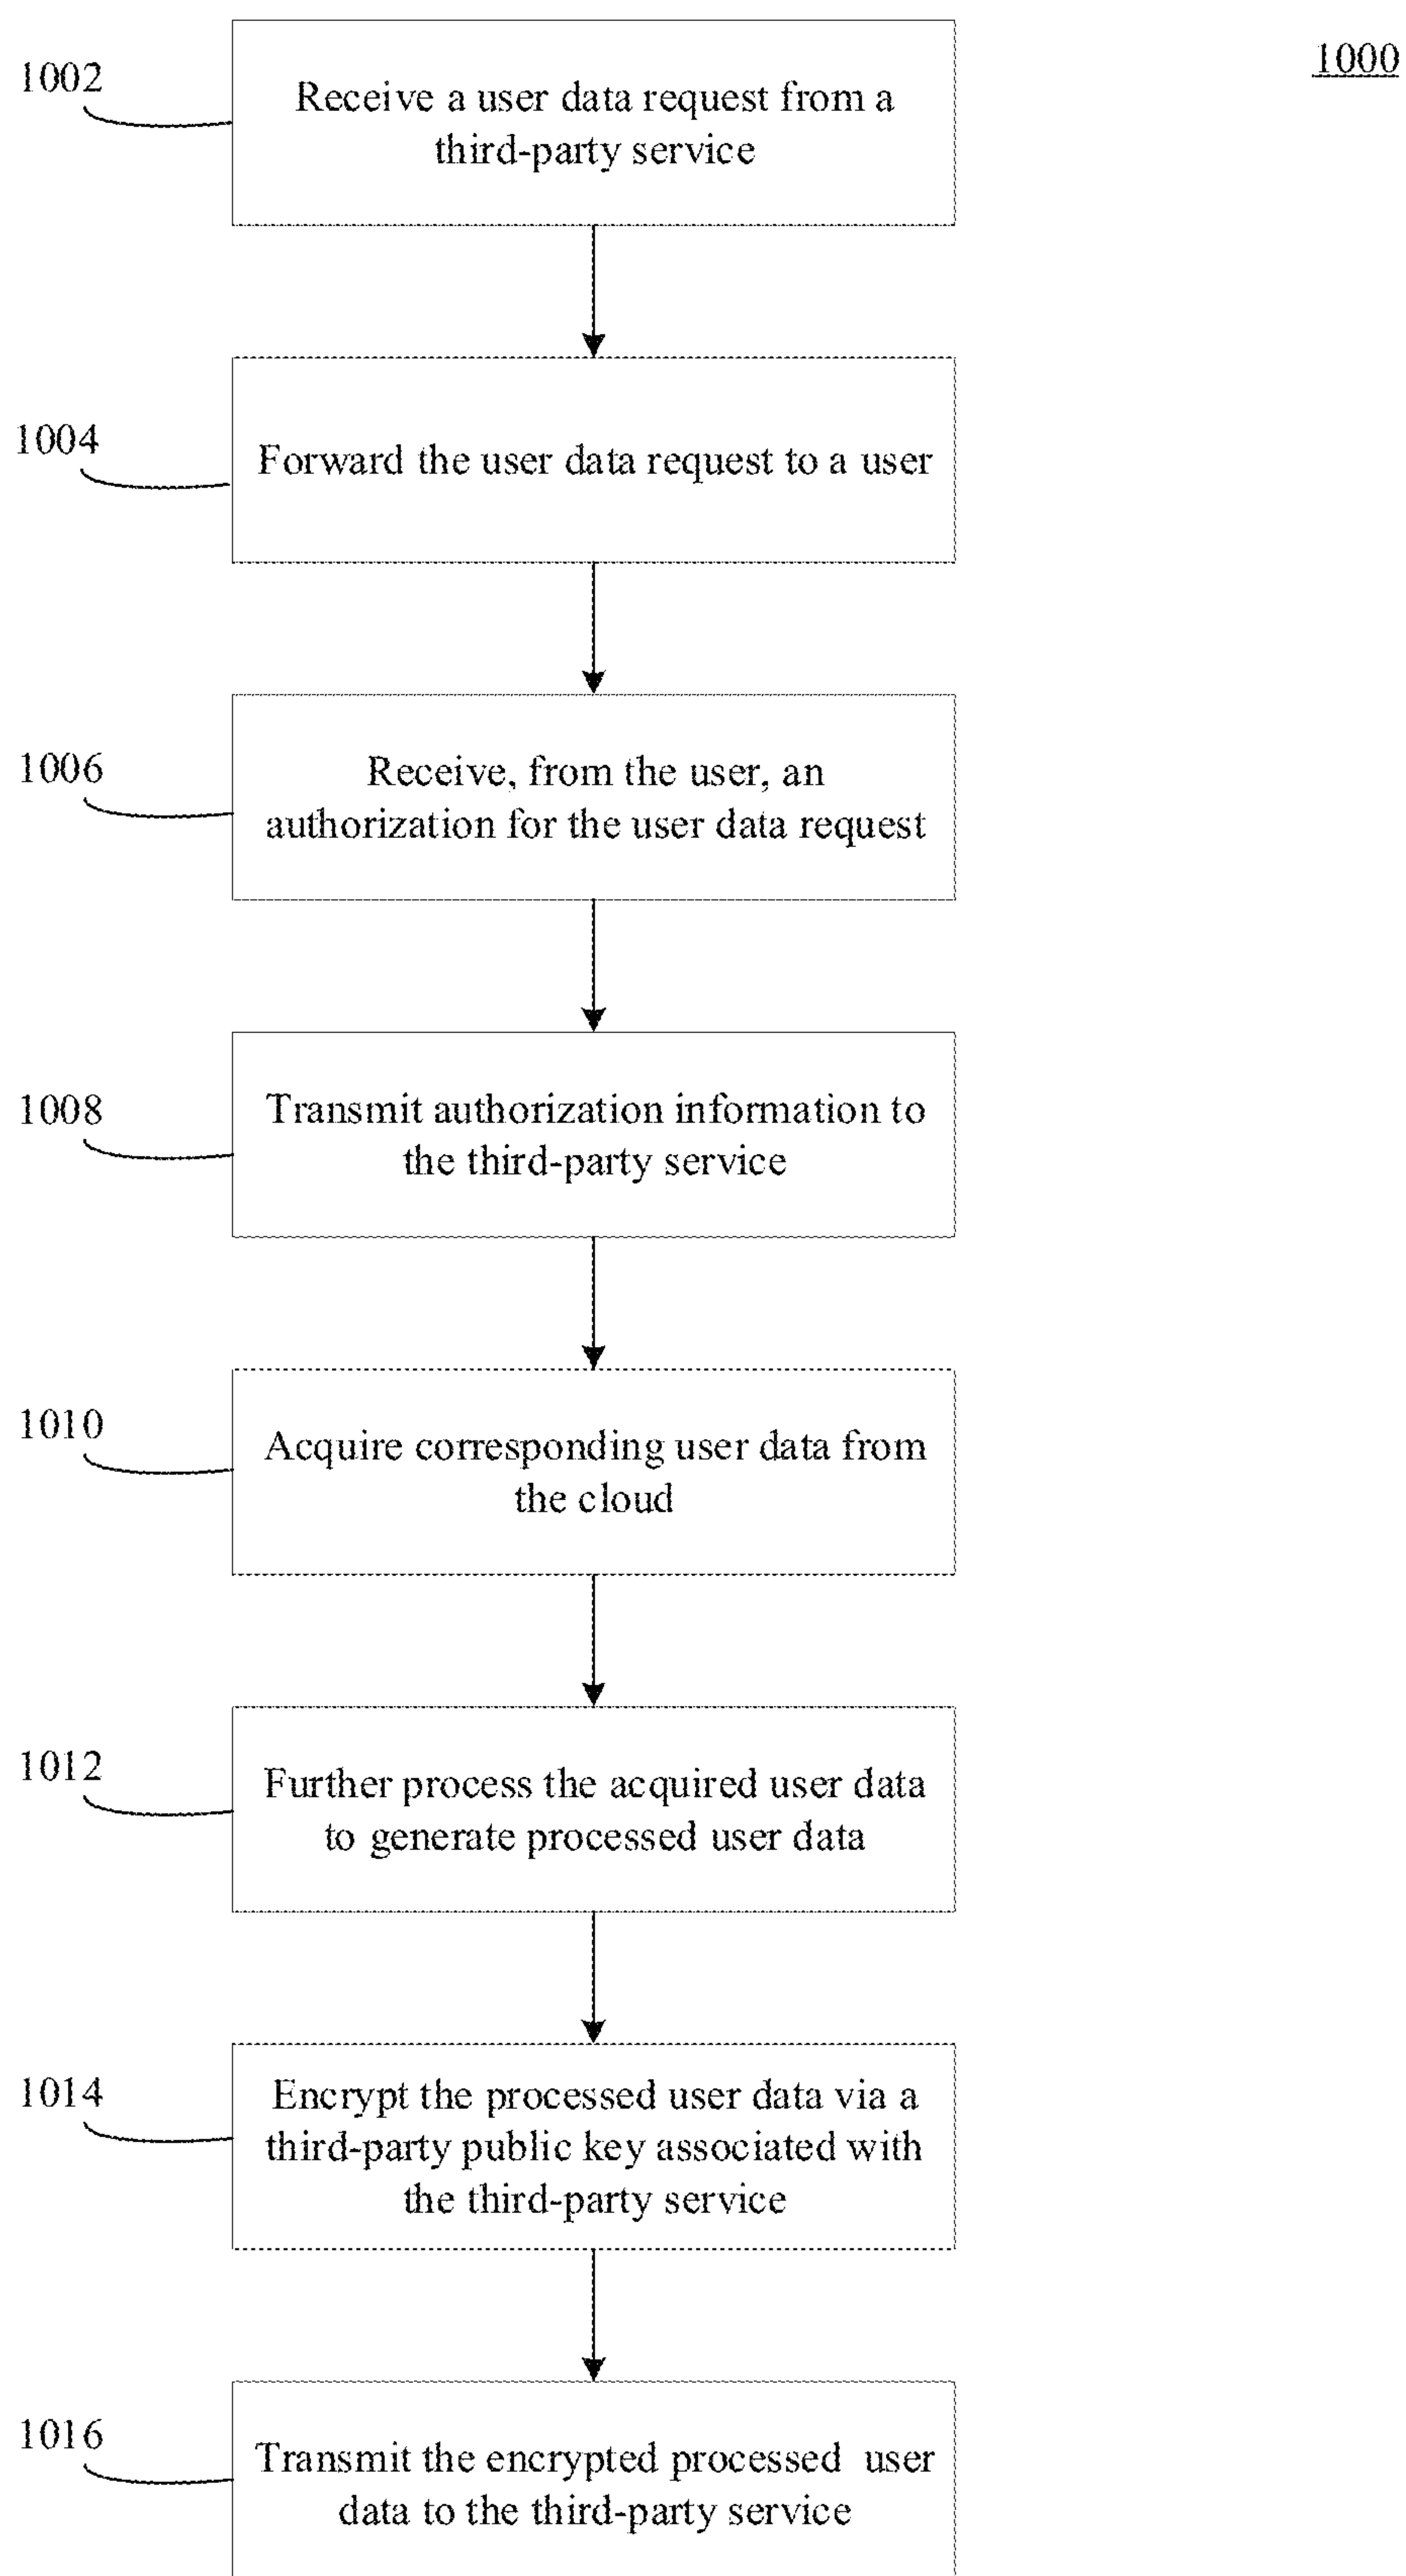 1000
1002
Receive a user data request from a
third-party service
1004
Forward the user data request to a user
1006
Receive, from the user, an
authorization for the user data request
1008
Transmit authorization information to
the third-party service
1010
Acquire corresponding user data from
the cloud
1012
Further process the acquired user data
to generate processed user data
1014
Encrypt the processed user data via a
third-party public key associated with
the third-party service
1016
Transmit the encrypted processed user
data to the third-party service